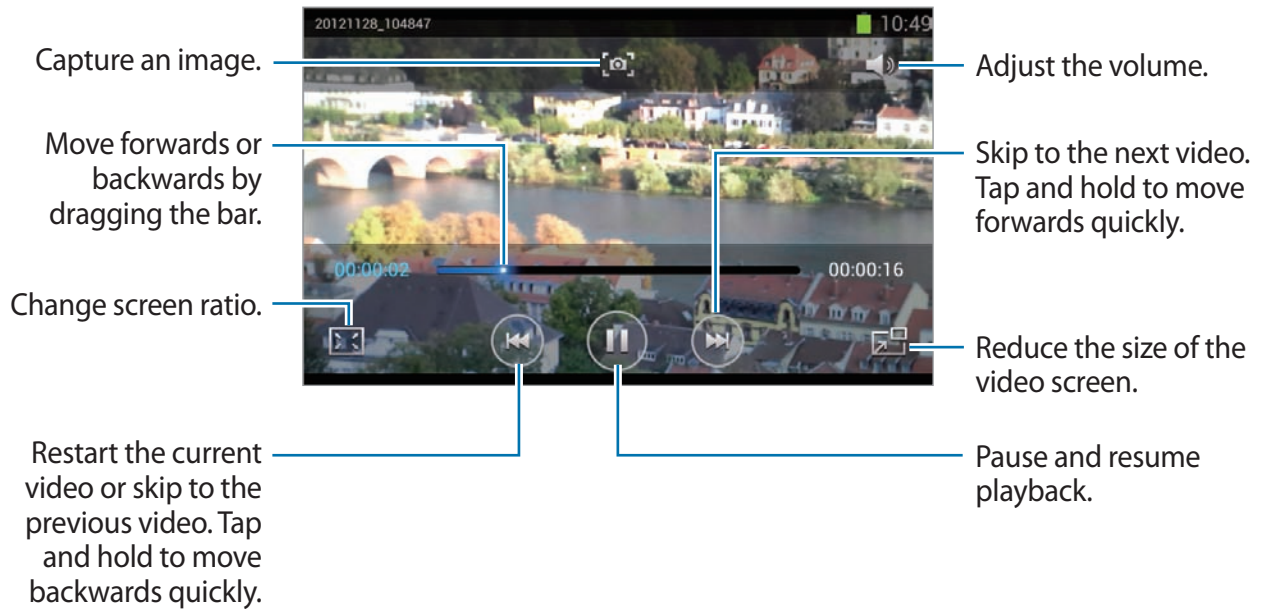 20121128_104847
10:49
Capture an image.
Adjust the volume.
Move forwards or
backwards by
dragging the bar.
Skip to the next video.
Tap and hold to move
forwards quickly.
00:00:02
00:00:16
Change screen ratio.
Reduce the size of the
video screen.
Restart the current
video or skip to the
previous video. Tap
and hold to move
backwards quickly.
Pause and resume
playback.